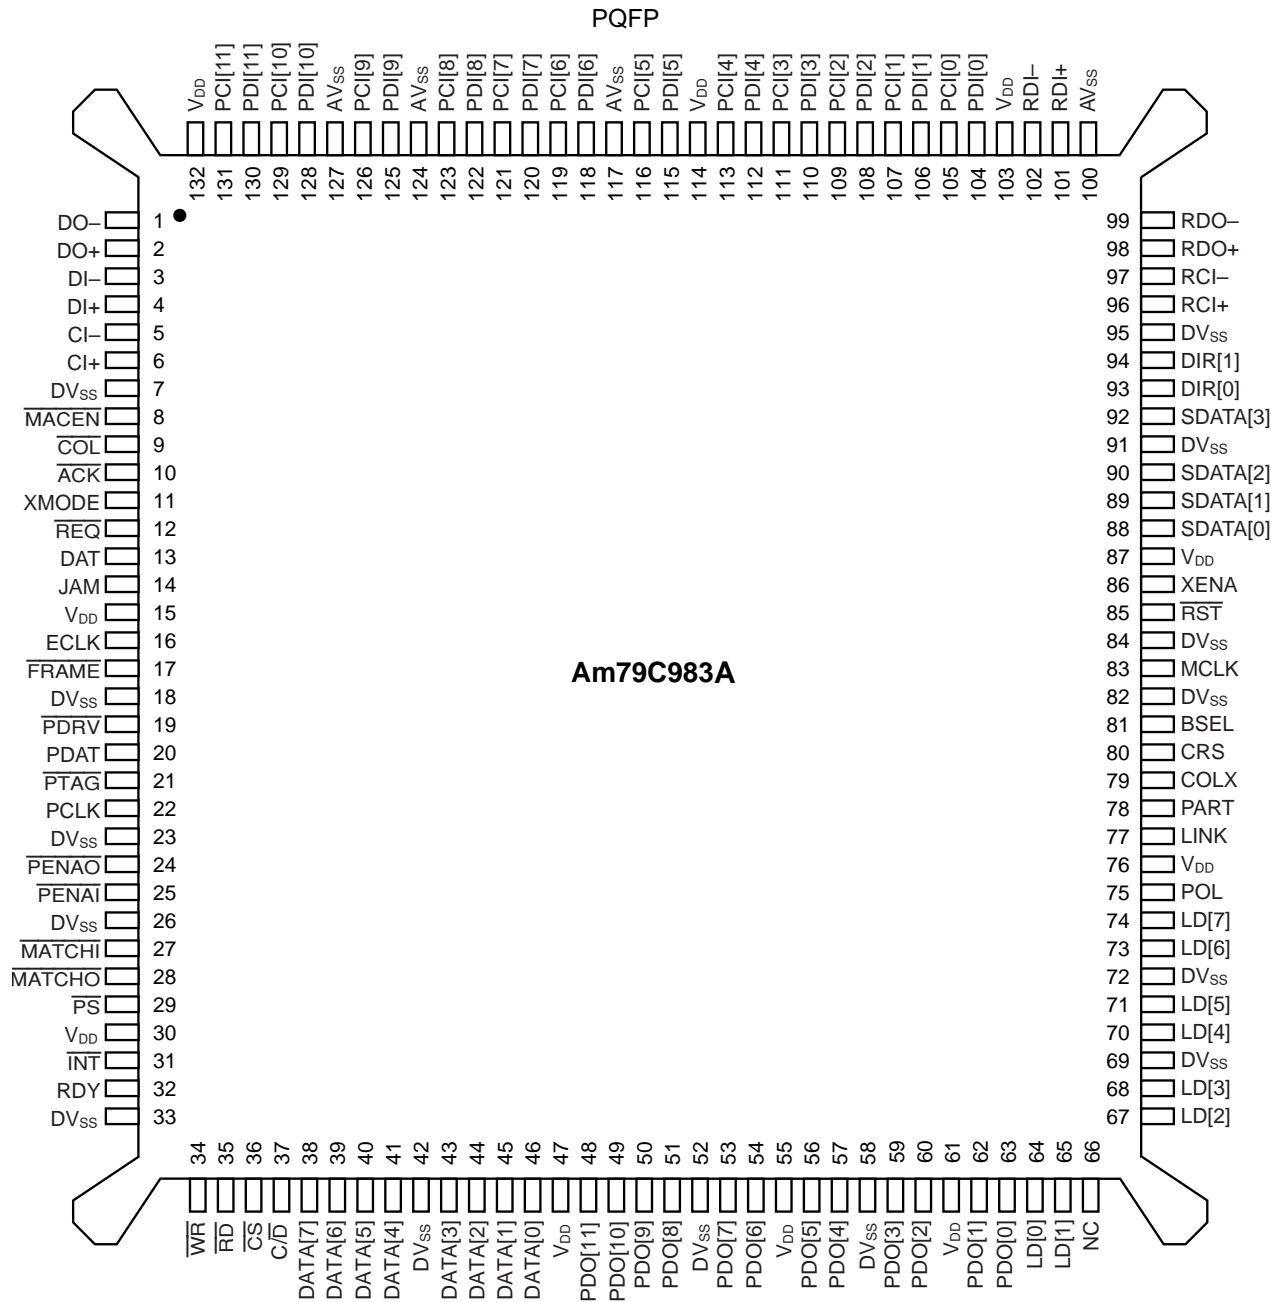 PQFP
VDD
PCI[11]
PDI[11]
PCI[10]
PDI[10]
AVSS
PCI[9]
PDI[9]
AVSS
PCI[8]
PDI[8]
PCI[7]
PDI[7]
PCI[6]
PDI[6]
AVSS
PCI[5]
PDI[5]
VDD
PCI[4]
PDI[4]
PCI[3]
PDI[3]
PCI[2]
PDI[2]
PCI[1]
PDI[1]
PCI[0]
PDI[0]
VDD
RDI–
RDI+
AVSS
132
131
130
129
128
127
126
125
124
123
122
121
120
119
118
117
116
115
114
113
112
111
110
109
108
107
106
105
104
103
102
101
100
DO– 1
DO+ 2
DI– 3
DI+ 4
CI– 5
CI+ 6
DVSS 7
MACEN 8
COL 9
ACK 10
XMODE 11
REQ 12
DAT 13
JAM 14
VDD 15
ECLK 16
FRAME 17
DVSS 18
PDRV 19
PDAT 20
PTAG 21
PCLK 22
DVSS 23
PENAO 24
PENAI 25
DVSS 26
MATCHI 27
MATCHO 28
PS 29
VDD 30
INT 31
RDY 32
DVSS 33
Am79C983A
99 RDO–
98 RDO+
97 RCI–
96 RCI+
95 DVSS
94 DIR[1]
93 DIR[0]
92 SDATA[3]
91 DVSS
90 SDATA[2]
89 SDATA[1]
88 SDATA[0]
87 VDD
86 XENA
85 RST
84 DVSS
83 MCLK
82 DVSS
81 BSEL
80 CRS
79 COLX
78 PART
77 LINK
76 VDD
75 POL
74 LD[7]
73 LD[6]
72 DVSS
71 LD[5]
70 LD[4]
69 DVSS
68 LD[3]
67 LD[2]
34
35
36
37
38
39
40
41
42
43
44
45
46
47
48
49
50
51
52
53
54
55
56
57
58
59
60
61
62
63
64
65
66
WR
RD
CS
C/D
DATA[7]
DATA[6]
DATA[5]
DATA[4]
DVSS
DATA[3]
DATA[2]
DATA[1]
DATA[0]
VDD
PDO[11]
PDO[10]
PDO[9]
PDO[8]
DVSS
PDO[7]
PDO[6]
VDD
PDO[5]
PDO[4]
DVSS
PDO[3]
PDO[2]
VDD
PDO[1]
PDO[0]
LD[0]
LD[1]
NC